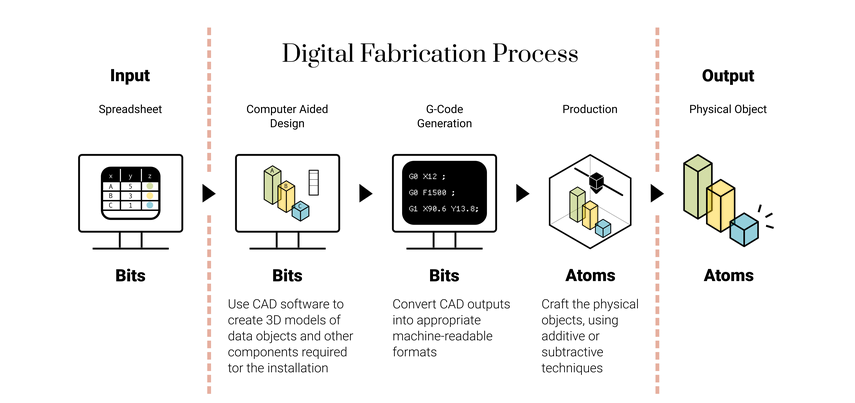 Digital Fabrication Process
Input
Output
Spreadsheet
Computer Aided
Design
G-Code
Generation
Production
Physical Object
x y z
A 5
B 3
C 1
A
B
C
G0 X12 ;
G0 F1500 ;
G1 X90.6 Y13.8;
Bits
Bits
Bits
Atoms
Atoms
Use CAD software to
create 3D models of
data objects and other
components required
tor the installation
Convert CAD outputs
into appropriate
machine-readable
formats
Craft the physical
objects, using
additive or
subtractive
techniques